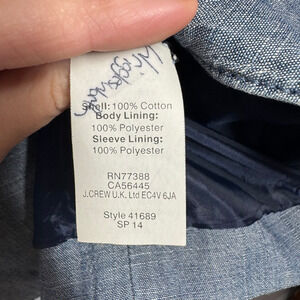 Shell: 100% Cotton
Body Lining:
100% Polyester
Sleeve Lining:
100% Polyester
RN77388
CA56445
J.CREW U.K. Ltd EC4V 6JA
Style 41689
SP 14